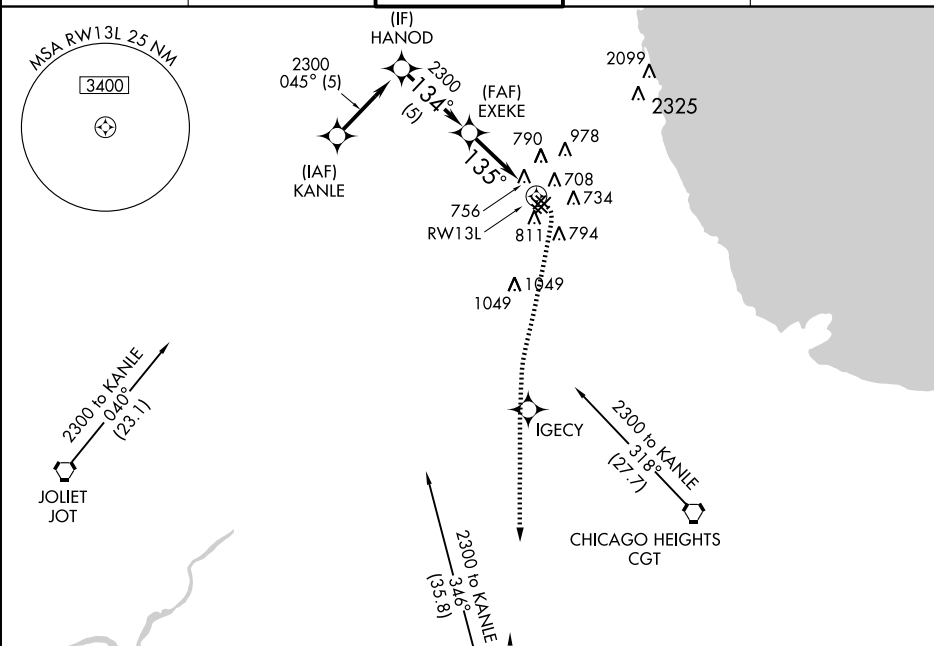 MSA RW13L 25 NM
3400
(IF)
HANOD
2300
045° (5)
2300
134°
(5)
(FAF)
EXEKE
(IAF)
KANLE
135°
2099
2325
790
978
708
734
756
RW13L
811
794
1049
1049
2300 to KANLE
040°
(23.1)
JOLIET
JOT
IGECY
2300 to KANLE
318°
(27.7)
CHICAGO HEIGHTS
CGT
2300 to KANLE
346°
(35.8)